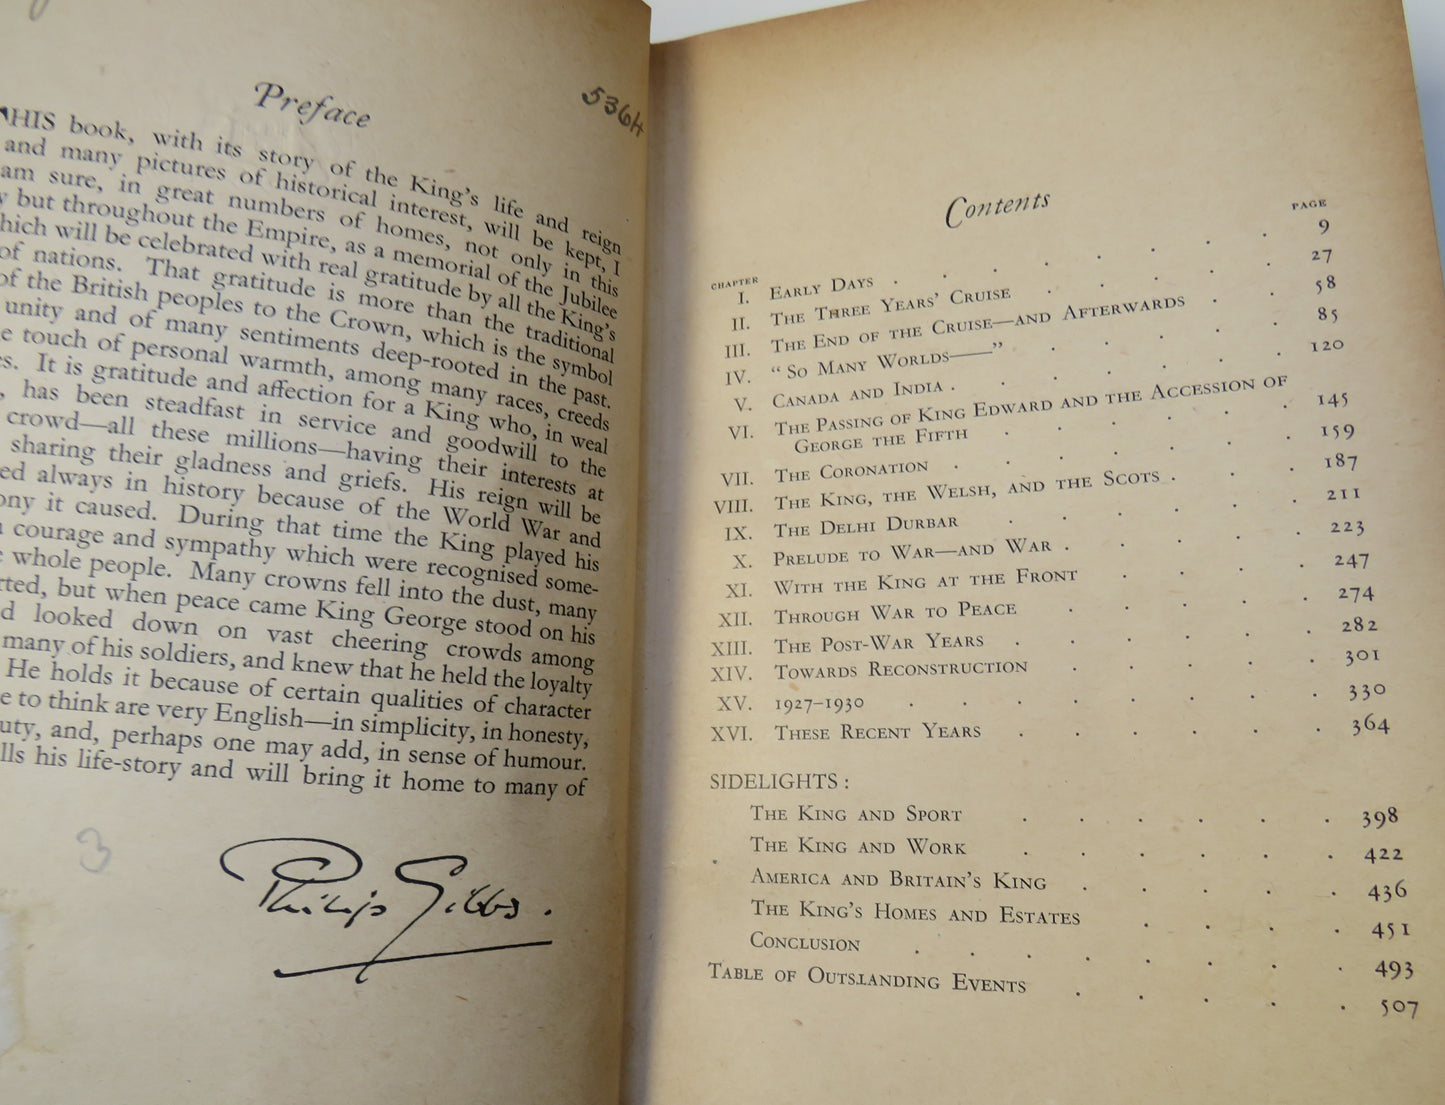 Preface
536H
THIS book, with its story of the King's life and reign
and many pictures of historical interest, will be kept, I
am sure, in great numbers of homes, not only in this
but throughout the Empire, as a memorial of the Jubilee
which will be celebrated with real gratitude by all the King's
of nations. That gratitude is more than the traditional
of the British peoples to the Crown, which is the symbol
unity and of many sentiments deep-rooted in the past.
touch of personal warmth, among many races, creeds
It is gratitude and affection for a King who, in weal
has been steadfast in service and goodwill to the
crowd—all these millions—having their interests at
sharing their gladness and griefs. His reign will be
always in history because of the World War and
it caused. During that time the King played his
courage and sympathy which were recognised some-
whole people. Many crowns fell into the dust, many
but when peace came King George stood on his
looked down on vast cheering crowds among
many of his soldiers, and knew that he held the loyalty
He holds it because of certain qualities of character
to think are very English—in simplicity, in honesty,
and, perhaps one may add, in sense of humour.
his life-story and will bring it home to many of
3
Philip Gibbs.
Contents
CHAPTER PAGE
I. EARLY DAYS . . . . . . . 9
II. THE THREE YEARS' CRUISE . . . . . 27
III. THE END OF THE CRUISE—AND AFTERWARDS . . 58
IV. "SO MANY WORLDS——" . . . . . 85
V. CANADA AND INDIA . . . . . . 120
VI. THE PASSING OF KING EDWARD AND THE ACCESSION OF
GEORGE THE FIFTH . . . . . . 145
VII. THE CORONATION . . . . . . . 159
VIII. THE KING, THE WELSH, AND THE SCOTS . . . 187
IX. THE DELHI DURBAR . . . . . . 211
X. PRELUDE TO WAR—AND WAR . . . . . 223
XI. WITH THE KING AT THE FRONT . . . . 247
XII. THROUGH WAR TO PEACE . . . . . 274
XIII. THE POST-WAR YEARS . . . . . . 282
XIV. TOWARDS RECONSTRUCTION . . . . . 301
XV. 1927–1930 . . . . . . . . 330
XVI. THESE RECENT YEARS . . . . . . 364
SIDELIGHTS :
THE KING AND SPORT . . . . . . 398
THE KING AND WORK . . . . . . 422
AMERICA AND BRITAIN'S KING . . . . . 436
THE KING'S HOMES AND ESTATES . . . . 451
CONCLUSION . . . . . . . . 493
TABLE OF OUTSTANDING EVENTS . . . . . 507